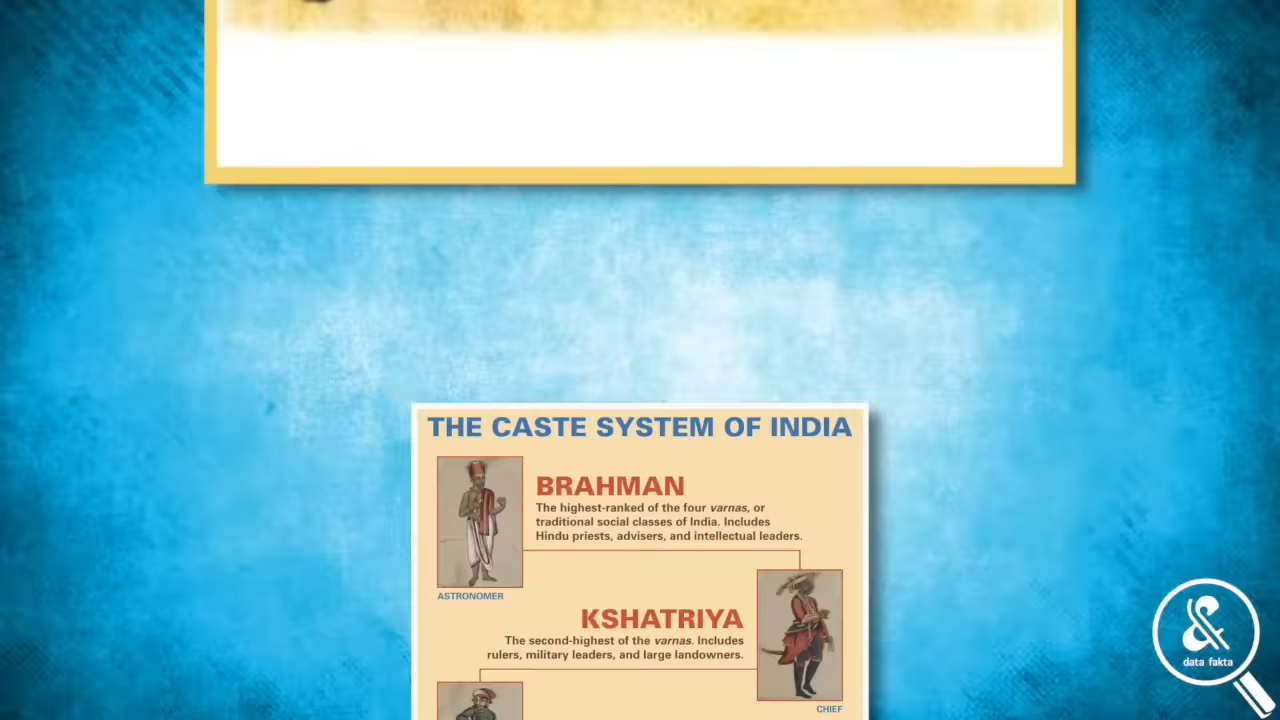 THE CASTE SYSTEM OF INDIA
BRAHMAN
The highest-ranked of the four varnas, or
traditional social classes of India. Includes
Hindu priests, advisers, and intellectual leaders.
ASTRONOMER
KSHATRIYA
The second-highest of the varnas. Includes
rulers, military leaders, and large landowners.
CHIEF
&
data fakta